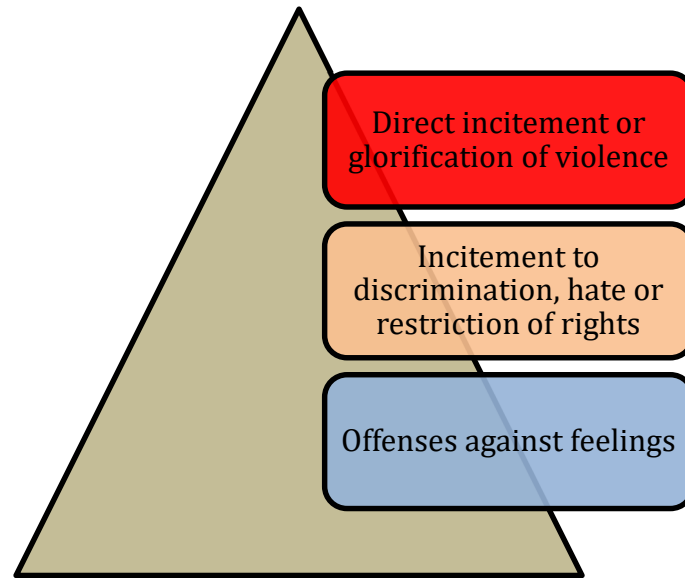 Direct incitement or
glorification of violence
Incitement to
discrimination, hate or
restriction of rights
Offenses against feelings